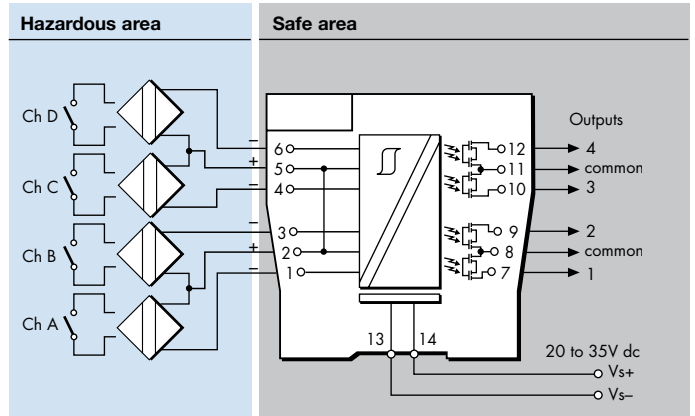 Hazardous area
Safe area
Ch D
Ch C
Ch B
Ch A
– 6
+ 5
– 4
– 3
+ 2
– 1
Outputs
12 4
11 common
10 3
9 2
8 common
7 1
13 14
20 to 35V dc
Vs+
Vs–